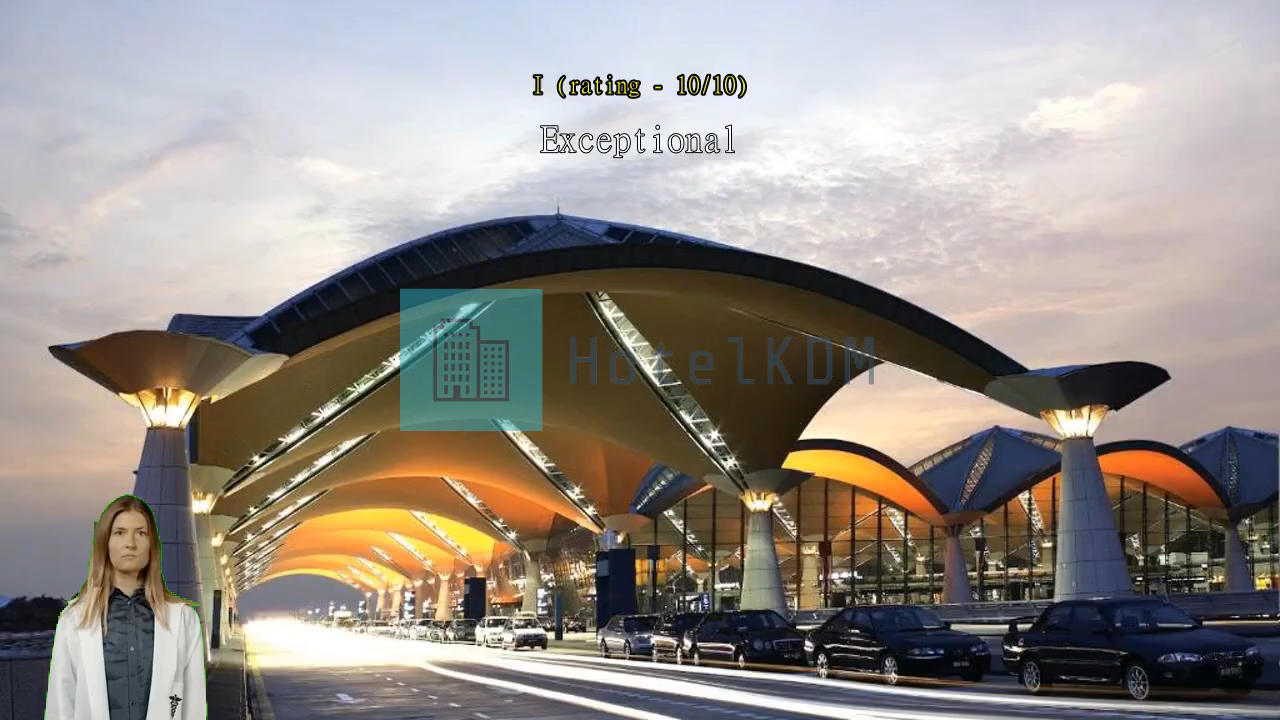 I (rating - 10/10)
Exceptional
HotelKDM